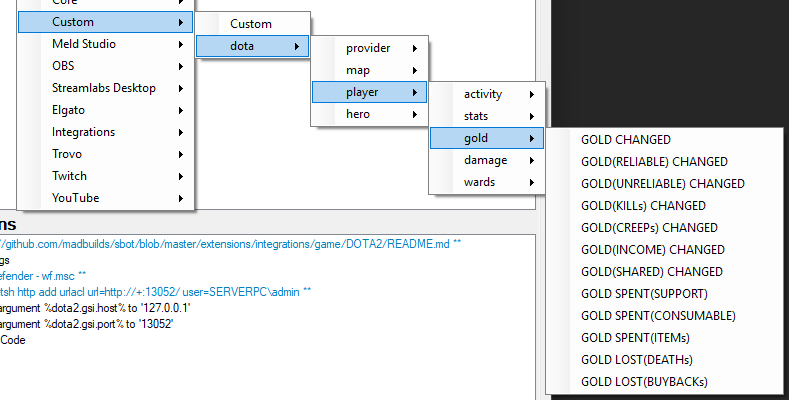 Core
Custom
Meld Studio
OBS
Streamlabs Desktop
Elgato
Integrations
Trovo
Twitch
YouTube
Custom
dota
provider
map
player
hero
activity
stats
gold
damage
wards
GOLD CHANGED
GOLD(RELIABLE) CHANGED
GOLD(UNRELIABLE) CHANGED
GOLD(KILLs) CHANGED
GOLD(CREEPs) CHANGED
GOLD(INCOME) CHANGED
GOLD(SHARED) CHANGED
GOLD SPENT(SUPPORT)
GOLD SPENT(CONSUMABLE)
GOLD SPENT(ITEMs)
GOLD LOST(DEATHs)
GOLD LOST(BUYBACKs)
ns
//github.com/madbuilds/sbot/blob/master/extensions/integrations/game/DOTA2/README.md **
gs
efender - wf.msc **
tsh http add urlacl url=http://+:13052/ user=SERVERPC\admin **
argument %dota2.gsi.host% to '127.0.0.1'
argument %dota2.gsi.port% to '13052'
Code